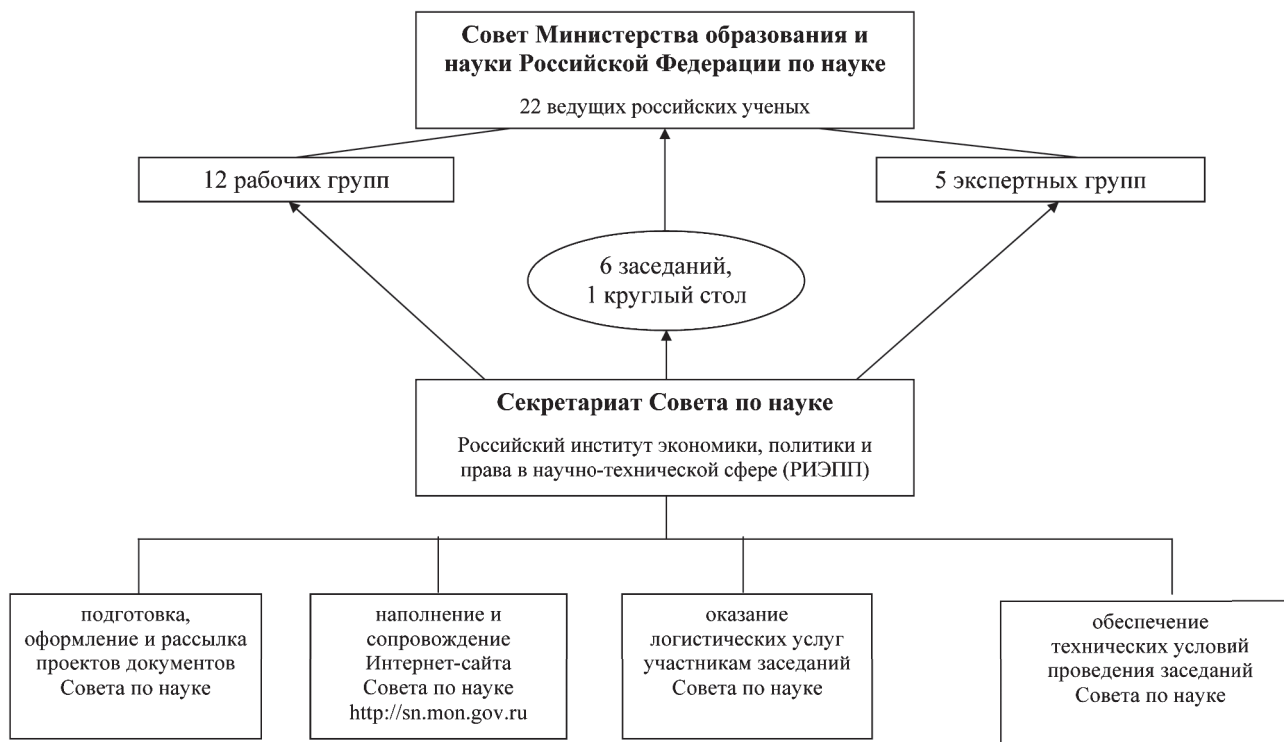 Совет Министерства образования и
науки Российской Федерации по науке
22 ведущих российских ученых
12 рабочих групп
5 экспертных групп
6 заседаний,
1 круглый стол
Секретариат Совета по науке
Российский институт экономики, политики и
права в научно-технической сфере (РИЭПП)
подготовка,
оформление и рассылка
проектов документов
Совета по науке
наполнение и
сопровождение
Интернет-сайта
Совета по науке
http://sn.mon.gov.ru
оказание
логистических услуг
участникам заседаний
Совета по науке
обеспечение
технических условий
проведения заседаний
Совета по науке